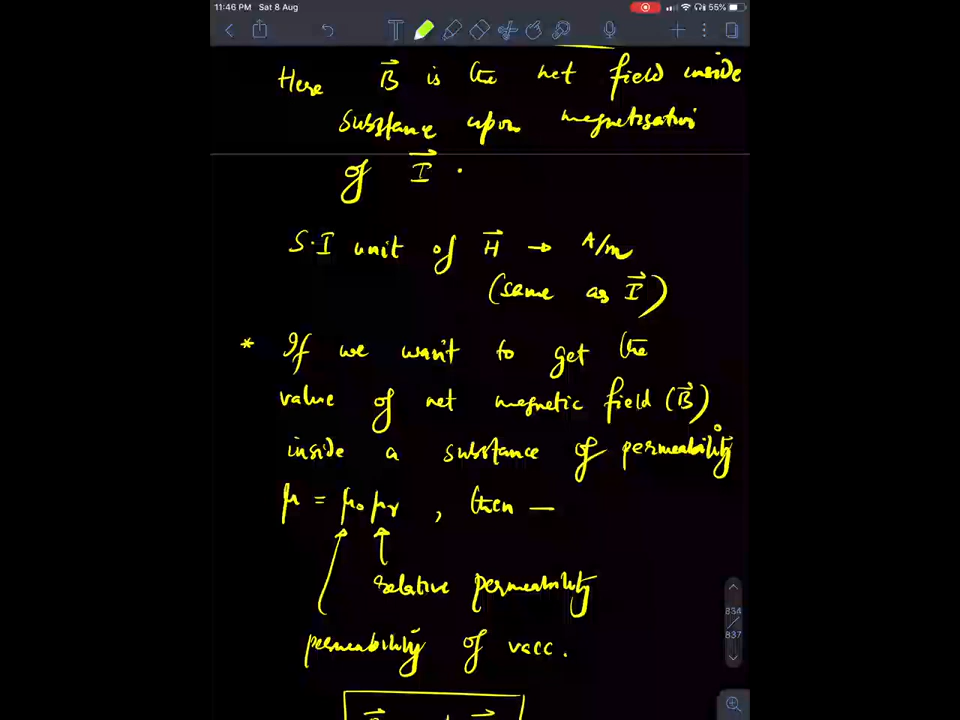 11:46 PM Sat 8 Aug 55%
Here B⃗ is the net field inside
substance upon magnetisation
of I⃗ .
S.I unit of H⃗ → A/m
(same as I⃗)
* If we want to get the
value of net magnetic field (B⃗)
inside a substance of permeability
μ = μ₀ μr , then —
relative permeability
permeability of vacc.
834
/
837